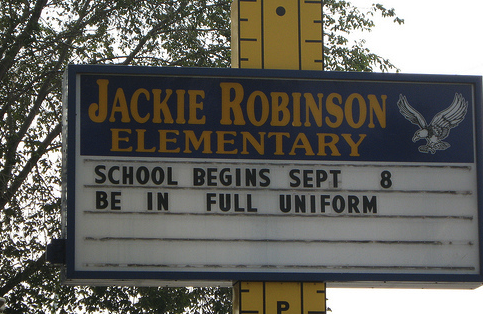 JACKIE ROBINSON
ELEMENTARY
SCHOOL BEGINS SEPT 8
BE IN FULL UNIFORM
P